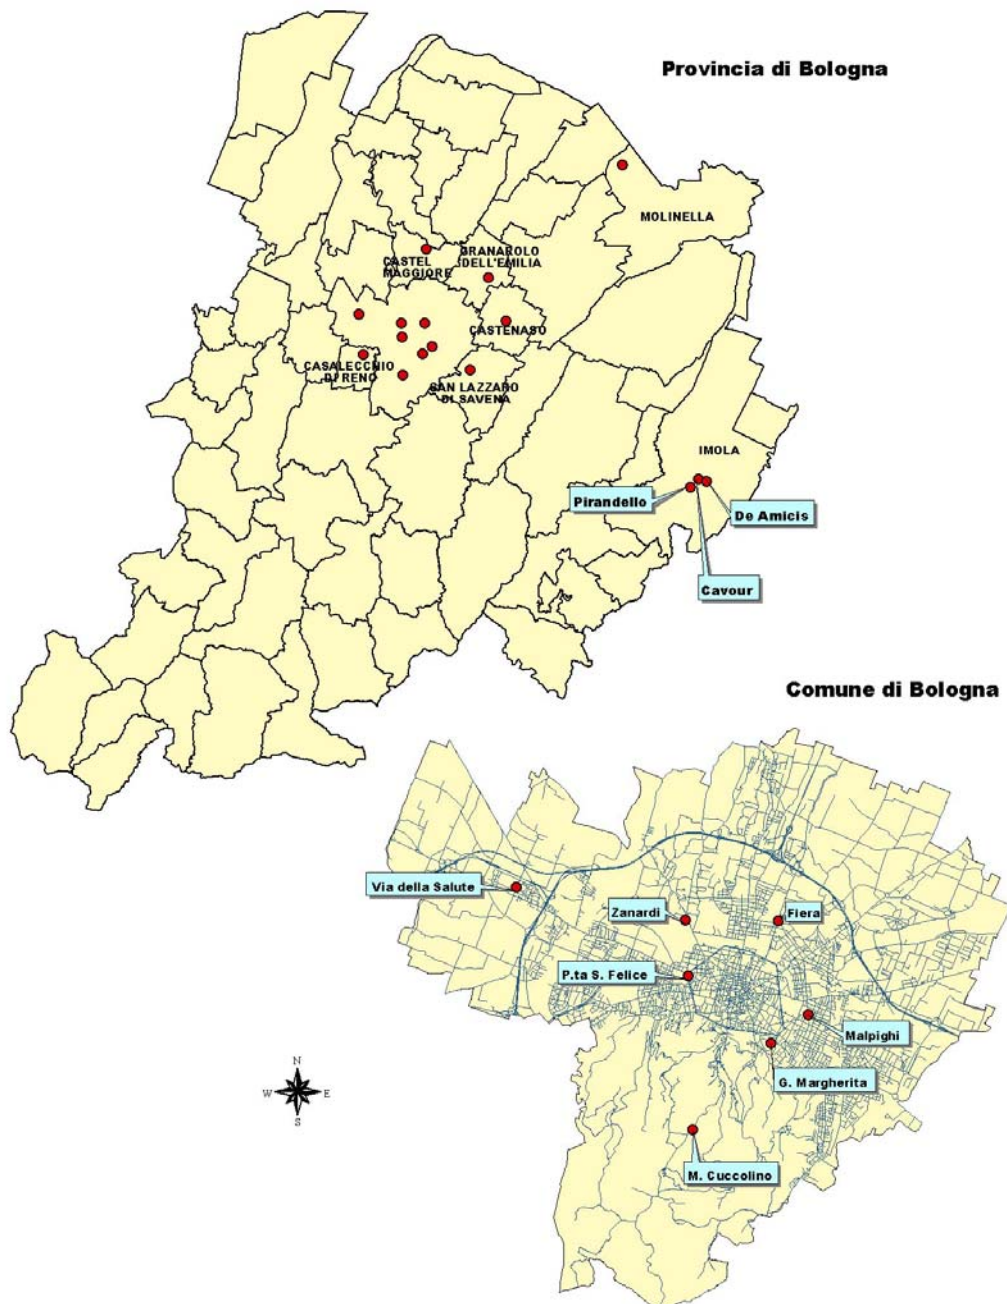 Provincia di Bologna
MOLINELLA
GRANAROLO
DELL'EMILIA
CASTEL
MAGGIORE
CASTENASO
CASALECCHIO
DI RENO
SAN LAZZARO
DI SAVENA
IMOLA
Pirandello
De Amicis
Cavour
Comune di Bologna
Via della Salute
Zanardi
Fiera
P.ta S. Felice
Malpighi
G. Margherita
M. Cuccolino
N
W
E
S